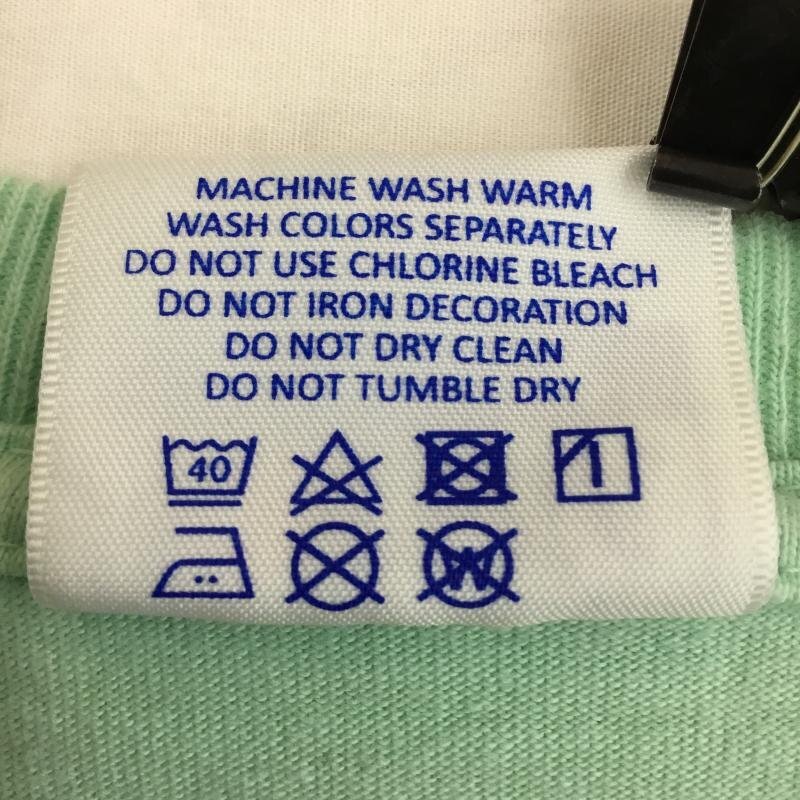 MACHINE WASH WARM
WASH COLORS SEPARATELY
DO NOT USE CHLORINE BLEACH
DO NOT IRON DECORATION
DO NOT DRY CLEAN
DO NOT TUMBLE DRY
40
W